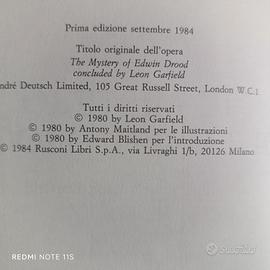 Prima edizione settembre 1984
Titolo originale dell'opera
The Mystery of Edwin Drood
concluded by Leon Garfield
ndré Deutsch Limited, 105 Great Russell Street, London W.C.1
Tutti i diritti riservati
© 1980 by Leon Garfield
© 1980 by Antony Maitland per le illustrazioni
© 1980 by Edward Blishen per l'introduzione
© 1984 Rusconi Libri S.p.A., via Livraghi 1/b, 20126 Milano
REDMI NOTE 11S
subito